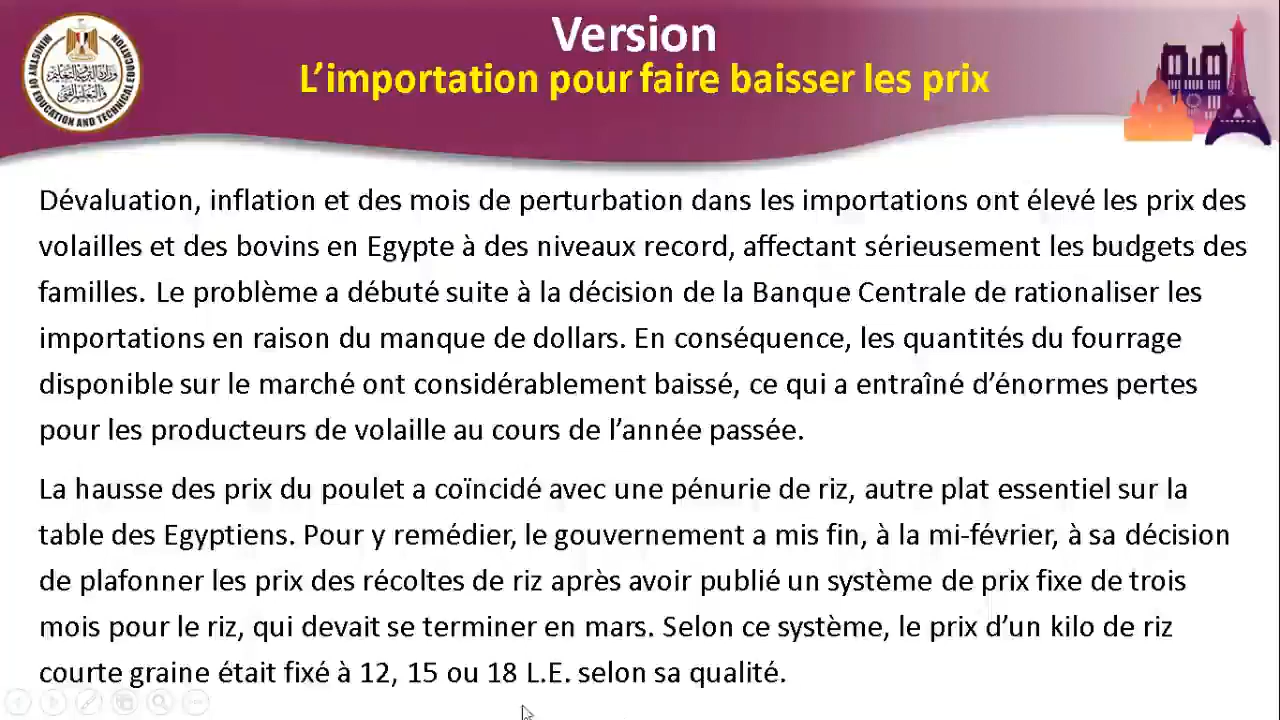 Version
L’importation pour faire baisser les prix
MINISTRY OF EDUCATION AND TECHNICAL EDUCATION
Dévaluation, inflation et des mois de perturbation dans les importations ont élevé les prix des
volailles et des bovins en Egypte à des niveaux record, affectant sérieusement les budgets des
familles. Le problème a débuté suite à la décision de la Banque Centrale de rationaliser les
importations en raison du manque de dollars. En conséquence, les quantités du fourrage
disponible sur le marché ont considérablement baissé, ce qui a entraîné d’énormes pertes
pour les producteurs de volaille au cours de l’année passée.
La hausse des prix du poulet a coïncidé avec une pénurie de riz, autre plat essentiel sur la
table des Egyptiens. Pour y remédier, le gouvernement a mis fin, à la mi-février, à sa décision
de plafonner les prix des récoltes de riz après avoir publié un système de prix fixe de trois
mois pour le riz, qui devait se terminer en mars. Selon ce système, le prix d’un kilo de riz
courte graine était fixé à 12, 15 ou 18 L.E. selon sa qualité.